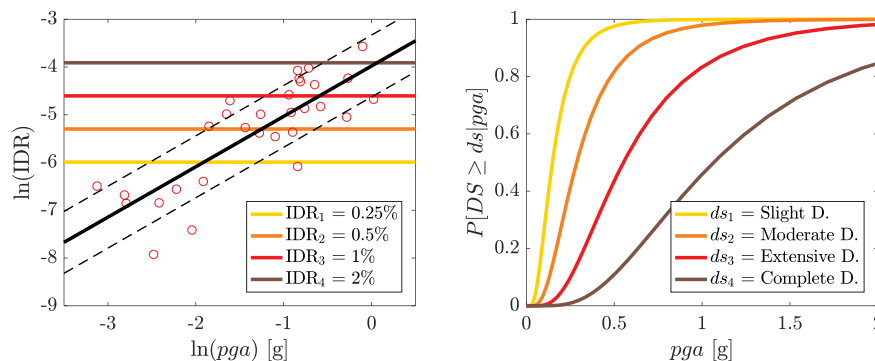 -3
-4
-5
-6
-7
-8
-9
ln(IDR)
IDR₁ = 0.25%
IDR₂ = 0.5%
IDR₃ = 1%
IDR₄ = 2%
-3 -2 -1 0
ln(pga) [g]
1
0.8
0.6
0.4
0.2
0
P[DS ≥ ds|pga]
ds₁ = Slight D.
ds₂ = Moderate D.
ds₃ = Extensive D.
ds₄ = Complete D.
0 0.5 1 1.5 2
pga [g]